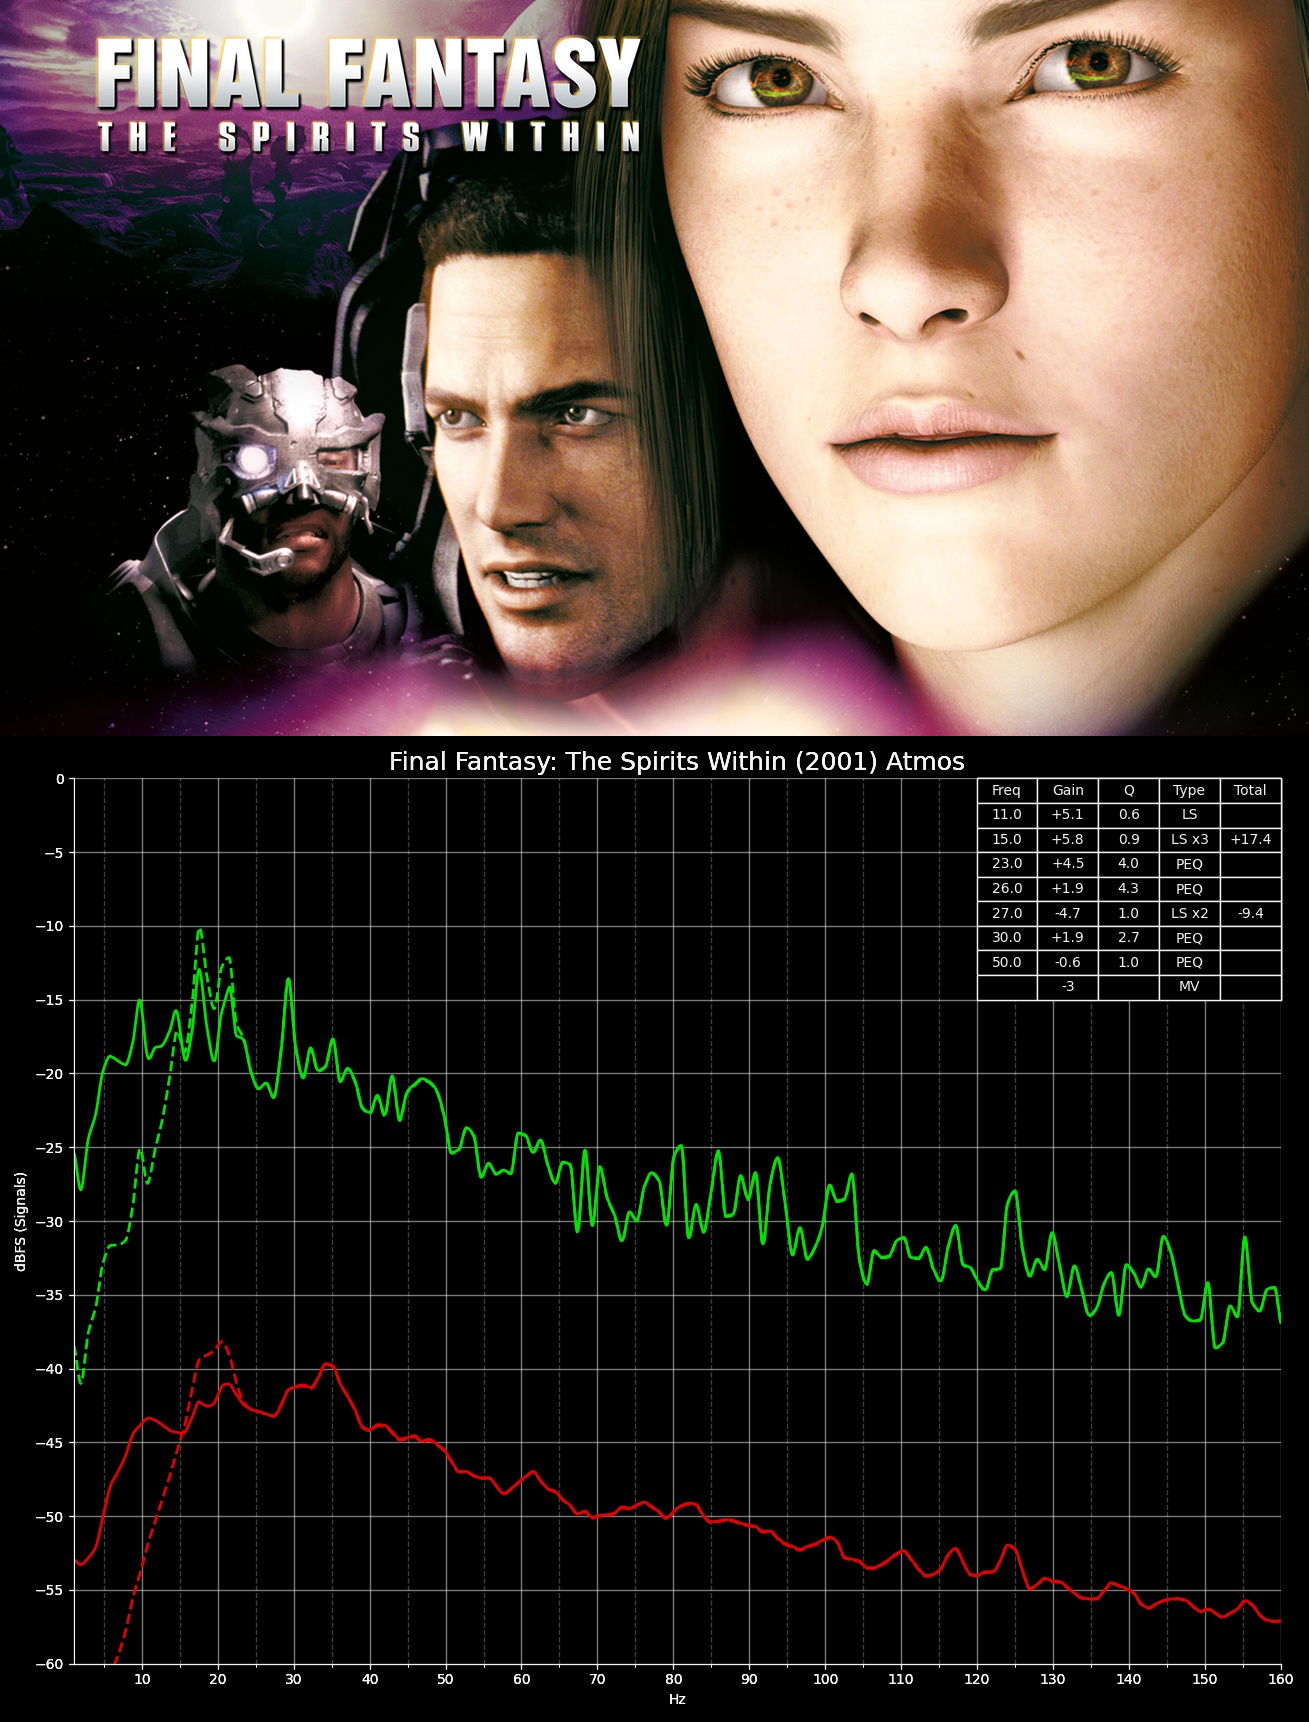 FINAL FANTASY
THE SPIRITS WITHIN
Final Fantasy: The Spirits Within (2001) Atmos
Freq Gain Q Type Total
11.0 +5.1 0.6 LS
15.0 +5.8 0.9 LS x3 +17.4
23.0 +4.5 4.0 PEQ
26.0 +1.9 4.3 PEQ
27.0 -4.7 1.0 LS x2 -9.4
30.0 +1.9 2.7 PEQ
50.0 -0.6 1.0 PEQ
-3 MV
0
−5
−10
−15
−20
−25
−30
−35
−40
−45
−50
−55
−60
dBFS (Signals)
10 20 30 40 50 60 70 80 90 100 110 120 130 140 150 160
Hz